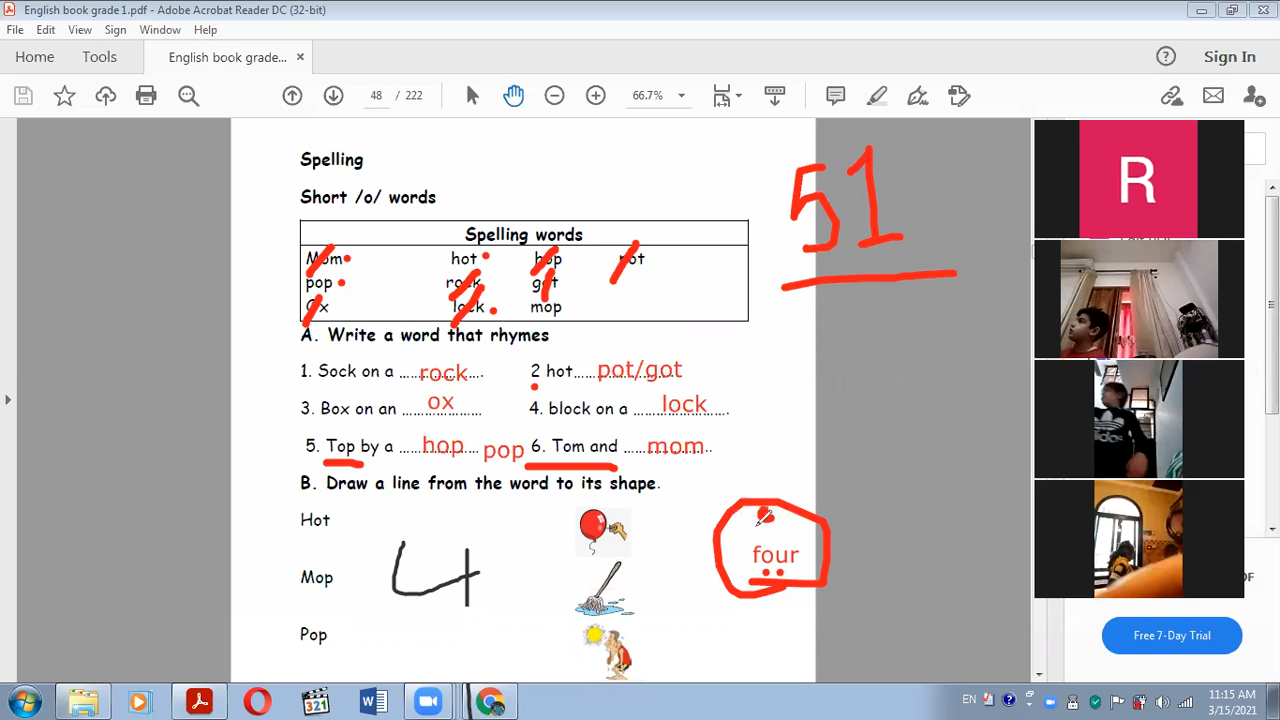 English book grade 1.pdf - Adobe Acrobat Reader DC (32-bit)
File Edit View Sign Window Help
Home Tools English book grade... × Sign In
48 / 222 66.7%
Spelling
Short /o/ words
Spelling words
Mom hot hop pot
pop rock got
Ox lock mop
A. Write a word that rhymes
1. Sock on a ………rock……. 2 hot…pot/got……
3. Box on an ……ox……… 4. block on a ……lock…….
5. Top by a ……hop…… pop 6. Tom and ……mom……..
B. Draw a line from the word to its shape.
Hot
Mop
Pop
51
four
4
R
adidas
DF
Free 7-Day Trial
321
EN
11:15 AM
3/15/2021